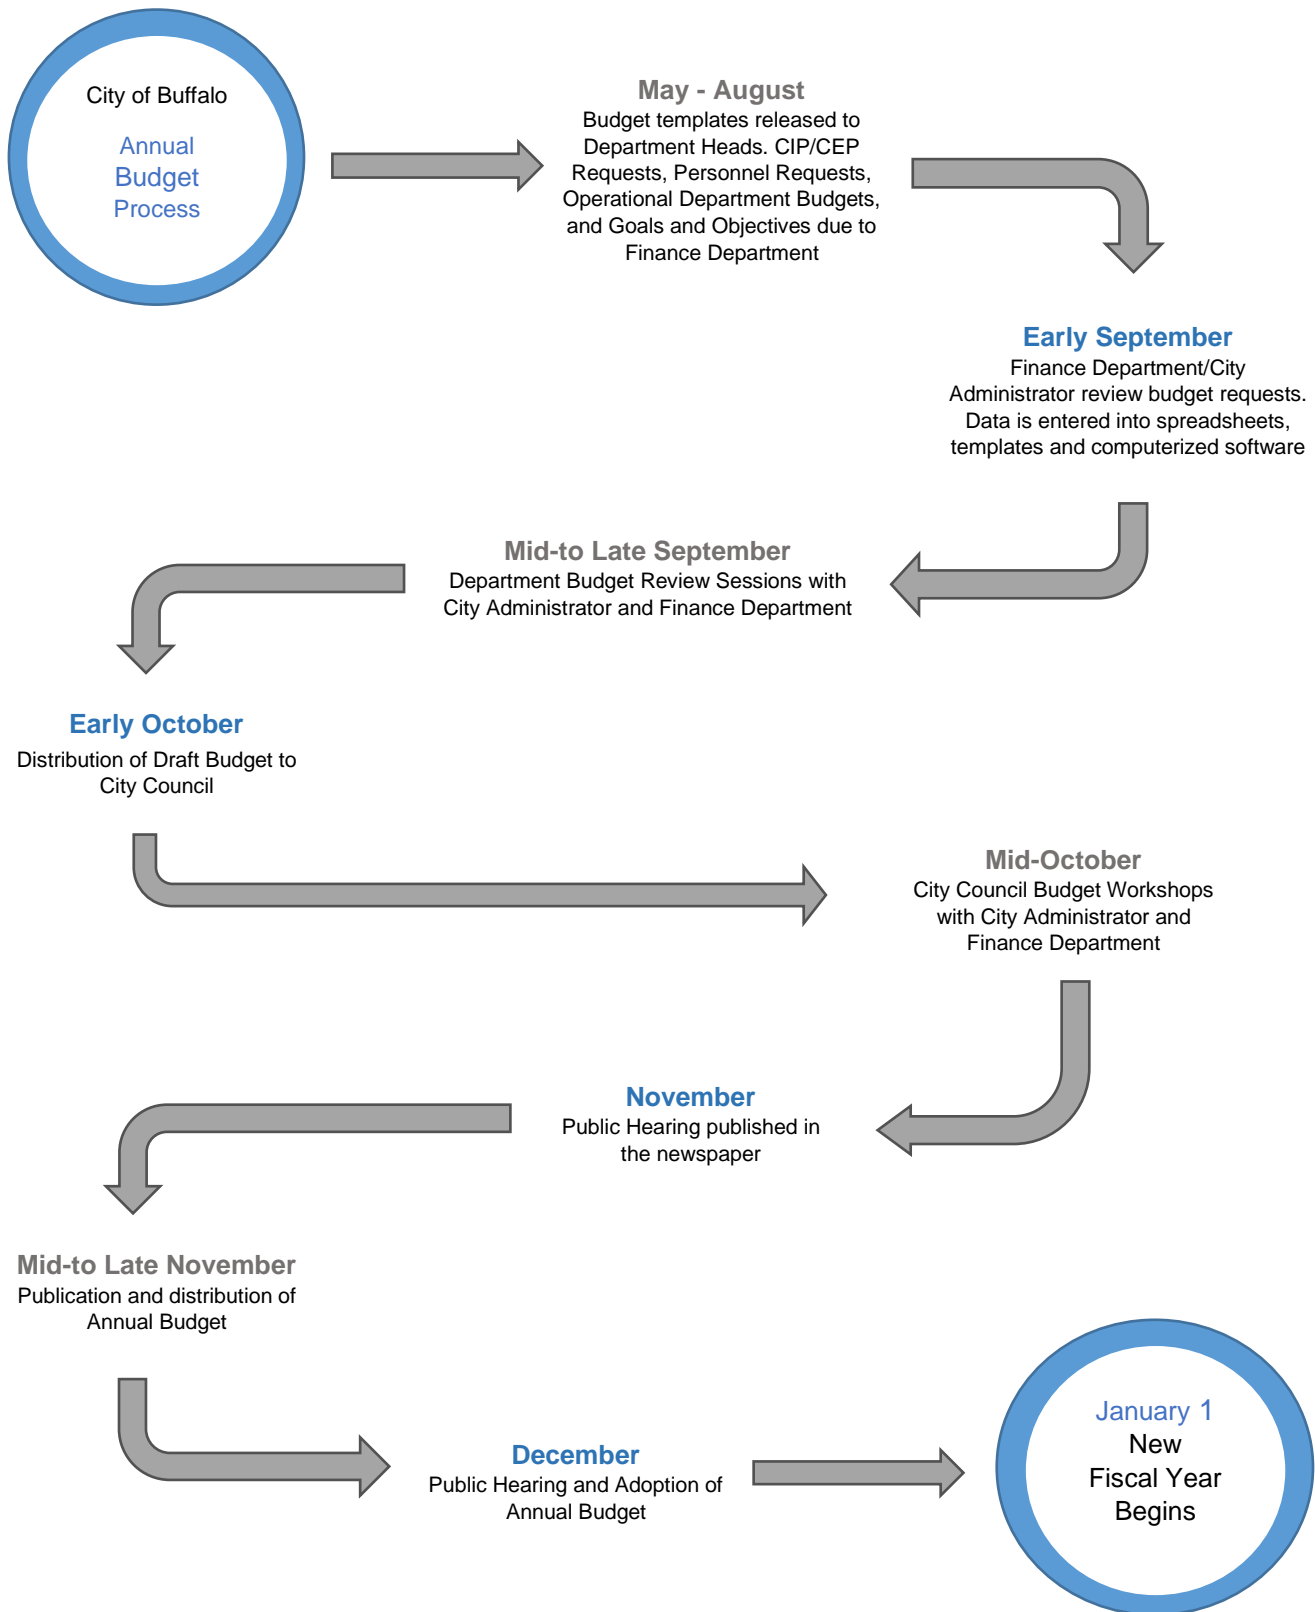 City of Buffalo
Annual
Budget
Process
May - August
Budget templates released to
Department Heads. CIP/CEP
Requests, Personnel Requests,
Operational Department Budgets,
and Goals and Objectives due to
Finance Department
Early September
Finance Department/City
Administrator review budget requests.
Data is entered into spreadsheets,
templates and computerized software
Mid-to Late September
Department Budget Review Sessions with
City Administrator and Finance Department
Early October
Distribution of Draft Budget to
City Council
Mid-October
City Council Budget Workshops
with City Administrator and
Finance Department
November
Public Hearing published in
the newspaper
Mid-to Late November
Publication and distribution of
Annual Budget
December
Public Hearing and Adoption of
Annual Budget
January 1
New
Fiscal Year
Begins